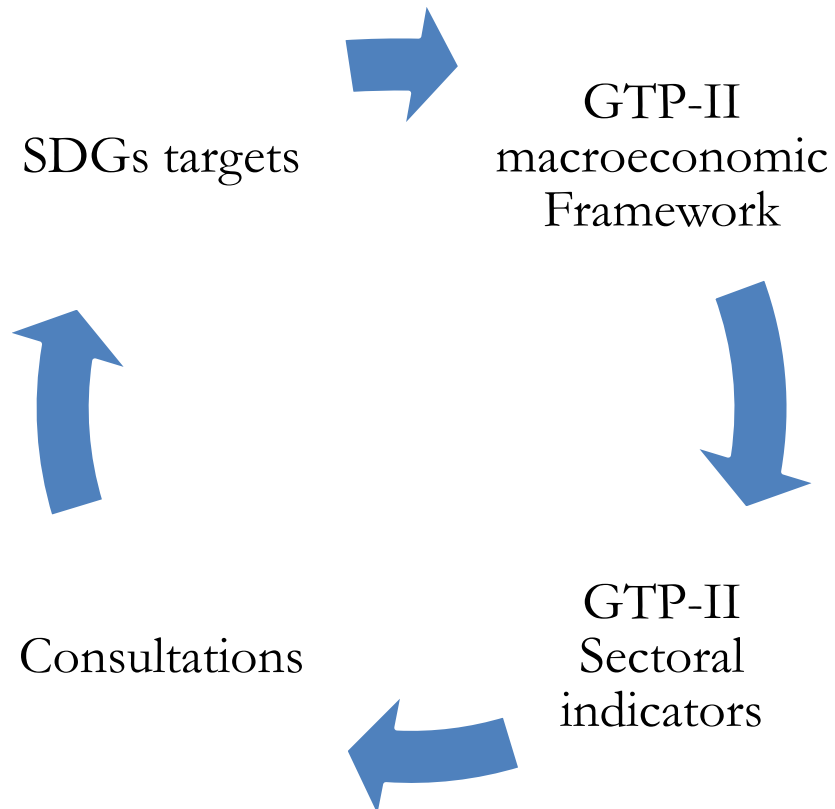 SDGs targets
GTP-II
macroeconomic
Framework
GTP-II
Sectoral
indicators
Consultations